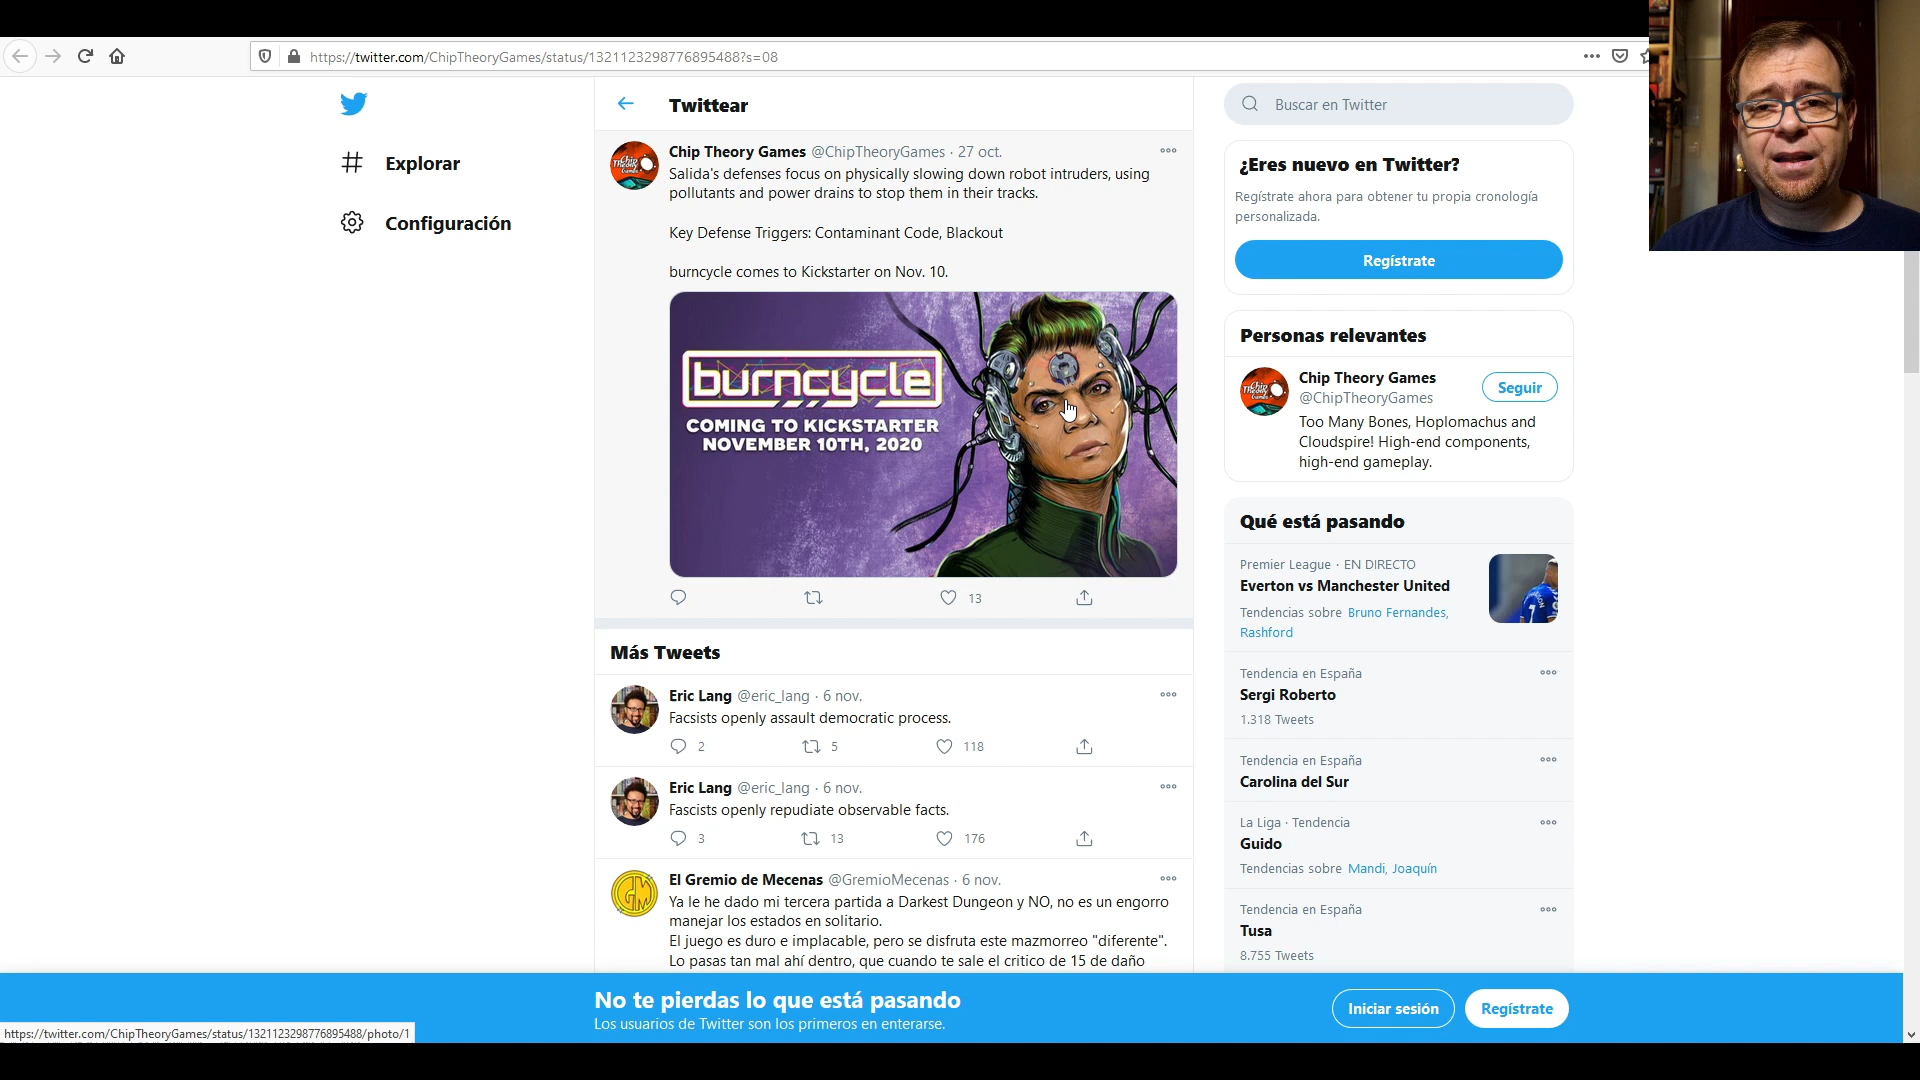 https://twitter.com/ChipTheoryGames/status/1321123298776895488?s=08
Explorar
Configuración
Twittear
Chip Theory Games @ChipTheoryGames · 27 oct.
Salida's defenses focus on physically slowing down robot intruders, using
pollutants and power drains to stop them in their tracks.
Key Defense Triggers: Contaminant Code, Blackout
burncycle comes to Kickstarter on Nov. 10.
burncycle
COMING TO KICKSTARTER
NOVEMBER 10TH, 2020
13
Más Tweets
Eric Lang @eric_lang · 6 nov.
Facsists openly assault democratic process.
2 5 118
Eric Lang @eric_lang · 6 nov.
Fascists openly repudiate observable facts.
3 13 176
El Gremio de Mecenas @GremioMecenas · 6 nov.
Ya le he dado mi tercera partida a Darkest Dungeon y NO, no es un engorro
manejar los estados en solitario.
El juego es duro e implacable, pero se disfruta este mazmorreo "diferente".
Lo pasas tan mal ahí dentro, que cuando te sale el critico de 15 de daño
Buscar en Twitter
¿Eres nuevo en Twitter?
Regístrate ahora para obtener tu propia cronología
personalizada.
Regístrate
Personas relevantes
Chip Theory Games
@ChipTheoryGames
Seguir
Too Many Bones, Hoplomachus and
Cloudspire! High-end components,
high-end gameplay.
Qué está pasando
Premier League · EN DIRECTO
Everton vs Manchester United
Tendencias sobre Bruno Fernandes,
Rashford
Tendencia en España
Sergi Roberto
1.318 Tweets
Tendencia en España
Carolina del Sur
La Liga · Tendencia
Guido
Tendencias sobre Mandi, Joaquín
Tendencia en España
Tusa
8.755 Tweets
No te pierdas lo que está pasando
Los usuarios de Twitter son los primeros en enterarse.
Iniciar sesión
Regístrate
https://twitter.com/ChipTheoryGames/status/1321123298776895488/photo/1